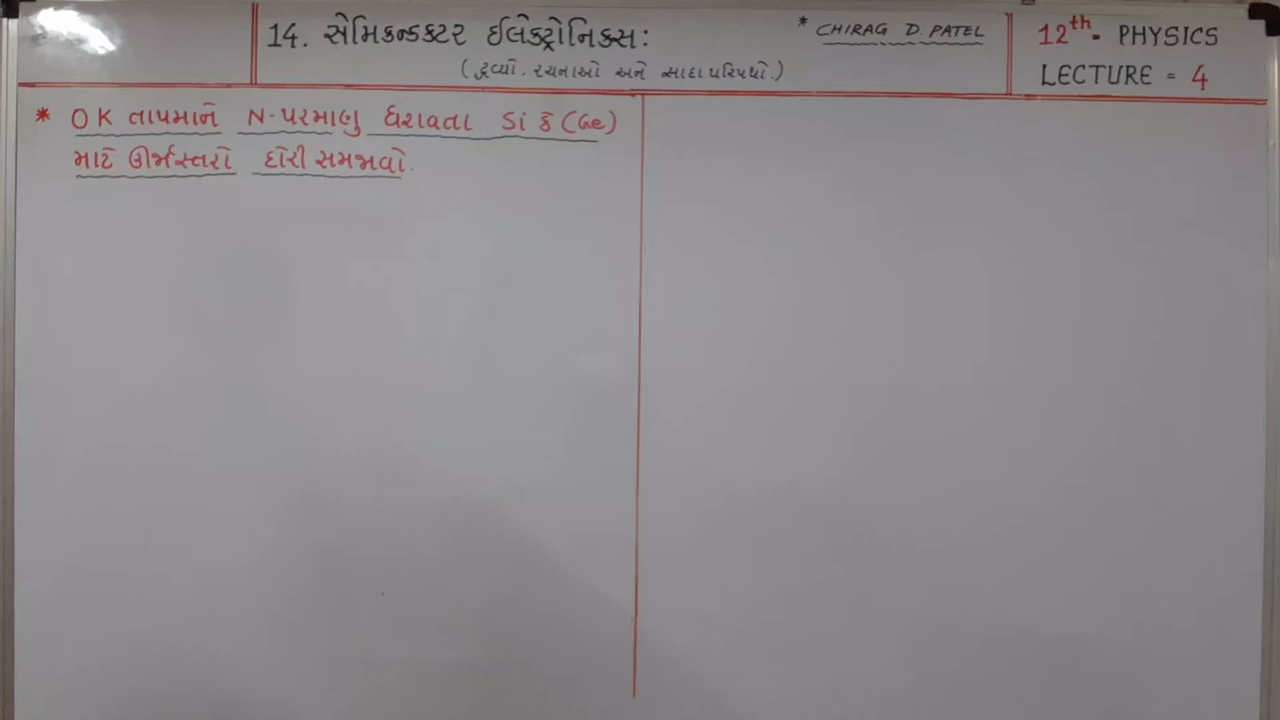 14. સેમિકન્ડક્ટર ઈલેક્ટ્રોનિક્સ:
(દ્રવ્યો, રચનાઓ અને સાદા પરિપથો.)
* CHIRAG D. PATEL
12th - PHYSICS
LECTURE = 4
* 0 K તાપમાને N-પરમાણુ ધરાવતા Si કે (Ge)
માટે ઊર્જાસ્તરો દોરી સમજાવો.